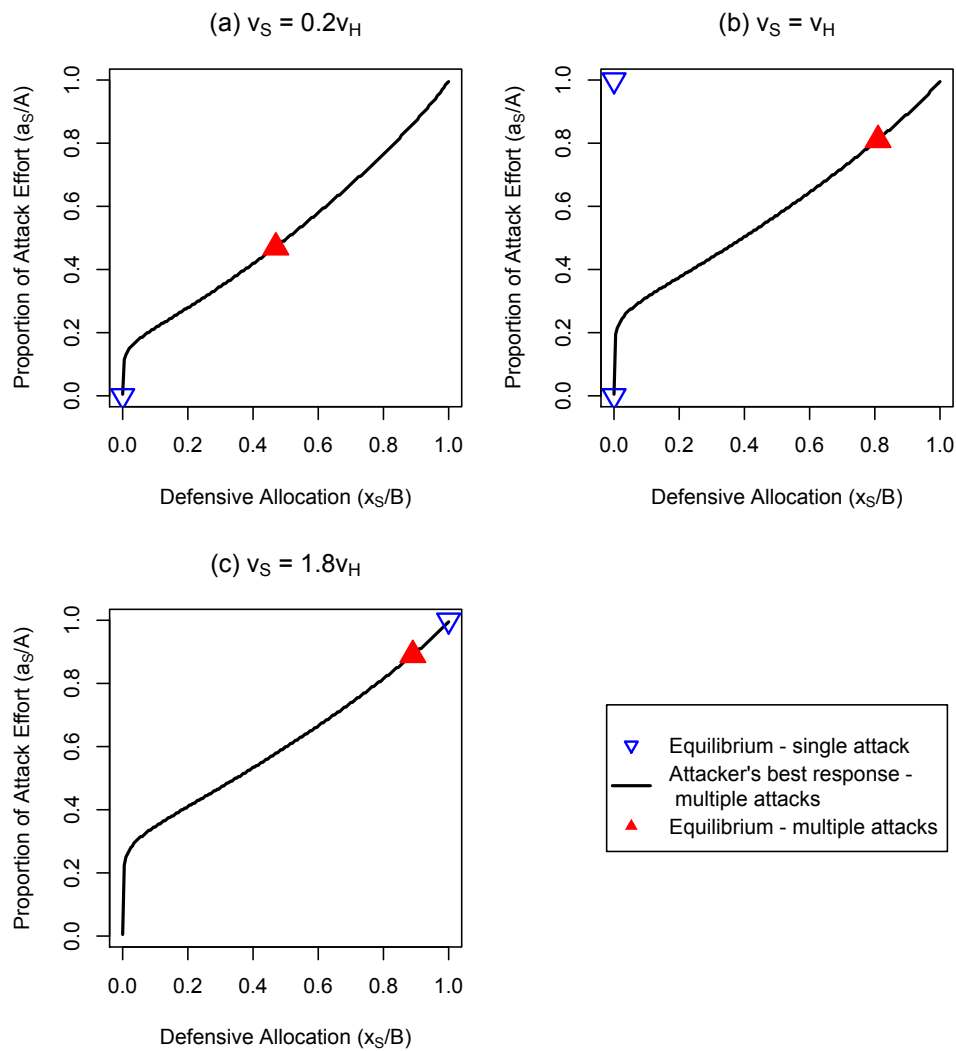 (a) vS = 0.2vH
Proportion of Attack Effort (aS/A)
1.0
0.8
0.6
0.4
0.2
0.0
0.0 0.2 0.4 0.6 0.8 1.0
Defensive Allocation (xS/B)
(b) vS = vH
Proportion of Attack Effort (aS/A)
1.0
0.8
0.6
0.4
0.2
0.0
0.0 0.2 0.4 0.6 0.8 1.0
Defensive Allocation (xS/B)
(c) vS = 1.8vH
Proportion of Attack Effort (aS/A)
1.0
0.8
0.6
0.4
0.2
0.0
0.0 0.2 0.4 0.6 0.8 1.0
Defensive Allocation (xS/B)
Equilibrium - single attack
Attacker's best response -
multiple attacks
Equilibrium - multiple attacks